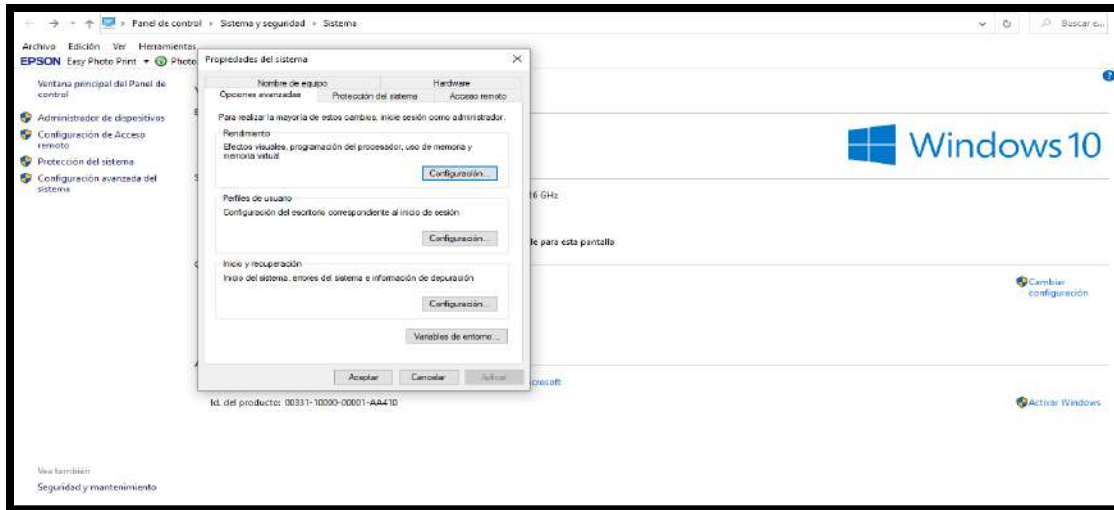 Panel de control > Sistema y seguridad > Sistema
Buscar e...
Archivo Edición Ver Herramientas
EPSON Easy Photo Print Photo
Ventana principal del Panel de
control
Administrador de dispositivos
Configuración de Acceso
remoto
Protección del sistema
Configuración avanzada del
sistema
Propiedades del sistema
Nombre de equipo Hardware
Opciones avanzadas Protección del sistema Acceso remoto
Para realizar la mayoría de estos cambios, inicie sesión como administrador.
Rendimiento
Efectos visuales, programación del procesador, uso de memoria y
memoria virtual
Configuración...
Perfiles de usuario
Configuración del escritorio correspondiente al inicio de sesión
Configuración...
Inicio y recuperación
Inicio del sistema, errores del sistema e información de depuración
Configuración...
Variables de entorno...
Aceptar Cancelar Aplicar
Windows 10
16 GHz
le para esta pantalla
Cambiar
configuración
crosoft
Id. del producto: 00331-10000-00001-AA410
Activar Windows
Vea también
Seguridad y mantenimiento